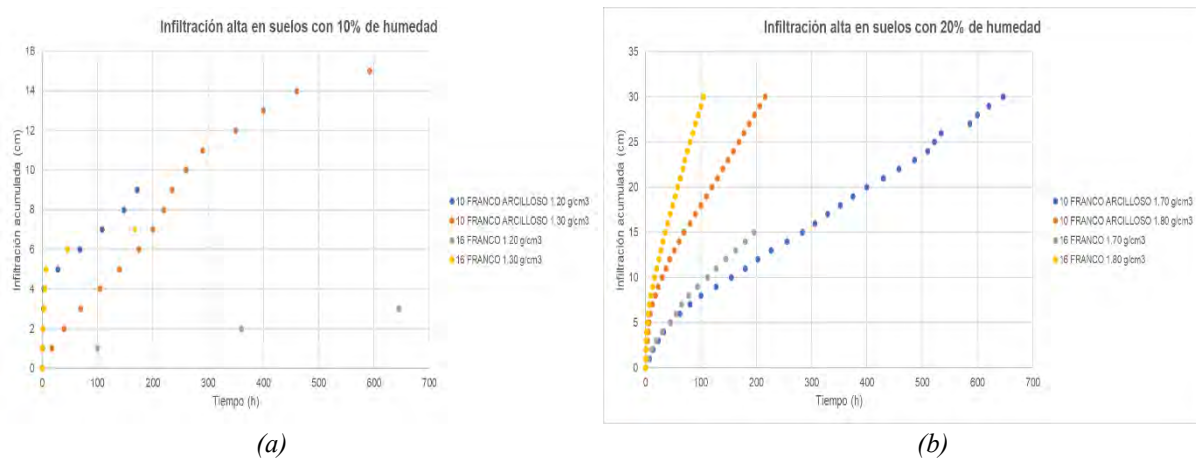 Infiltración alta en suelos con 10% de humedad
Infiltración acumulada (cm)
18
16
14
12
10
8
6
4
2
0
0 100 200 300 400 500 600 700
Tiempo (h)
10 FRANCO ARCILLOSO 1.20 g/cm3
10 FRANCO ARCILLOSO 1.30 g/cm3
16 FRANCO 1.20 g/cm3
16 FRANCO 1.30 g/cm3
(a)
Infiltración alta en suelos con 20% de humedad
Infiltración acumulada (cm)
35
30
25
20
15
10
5
0
0 100 200 300 400 500 600 700
Tiempo (h)
10 FRANCO ARCILLOSO 1.70 g/cm3
10 FRANCO ARCILLOSO 1.80 g/cm3
16 FRANCO 1.70 g/cm3
16 FRANCO 1.80 g/cm3
(b)